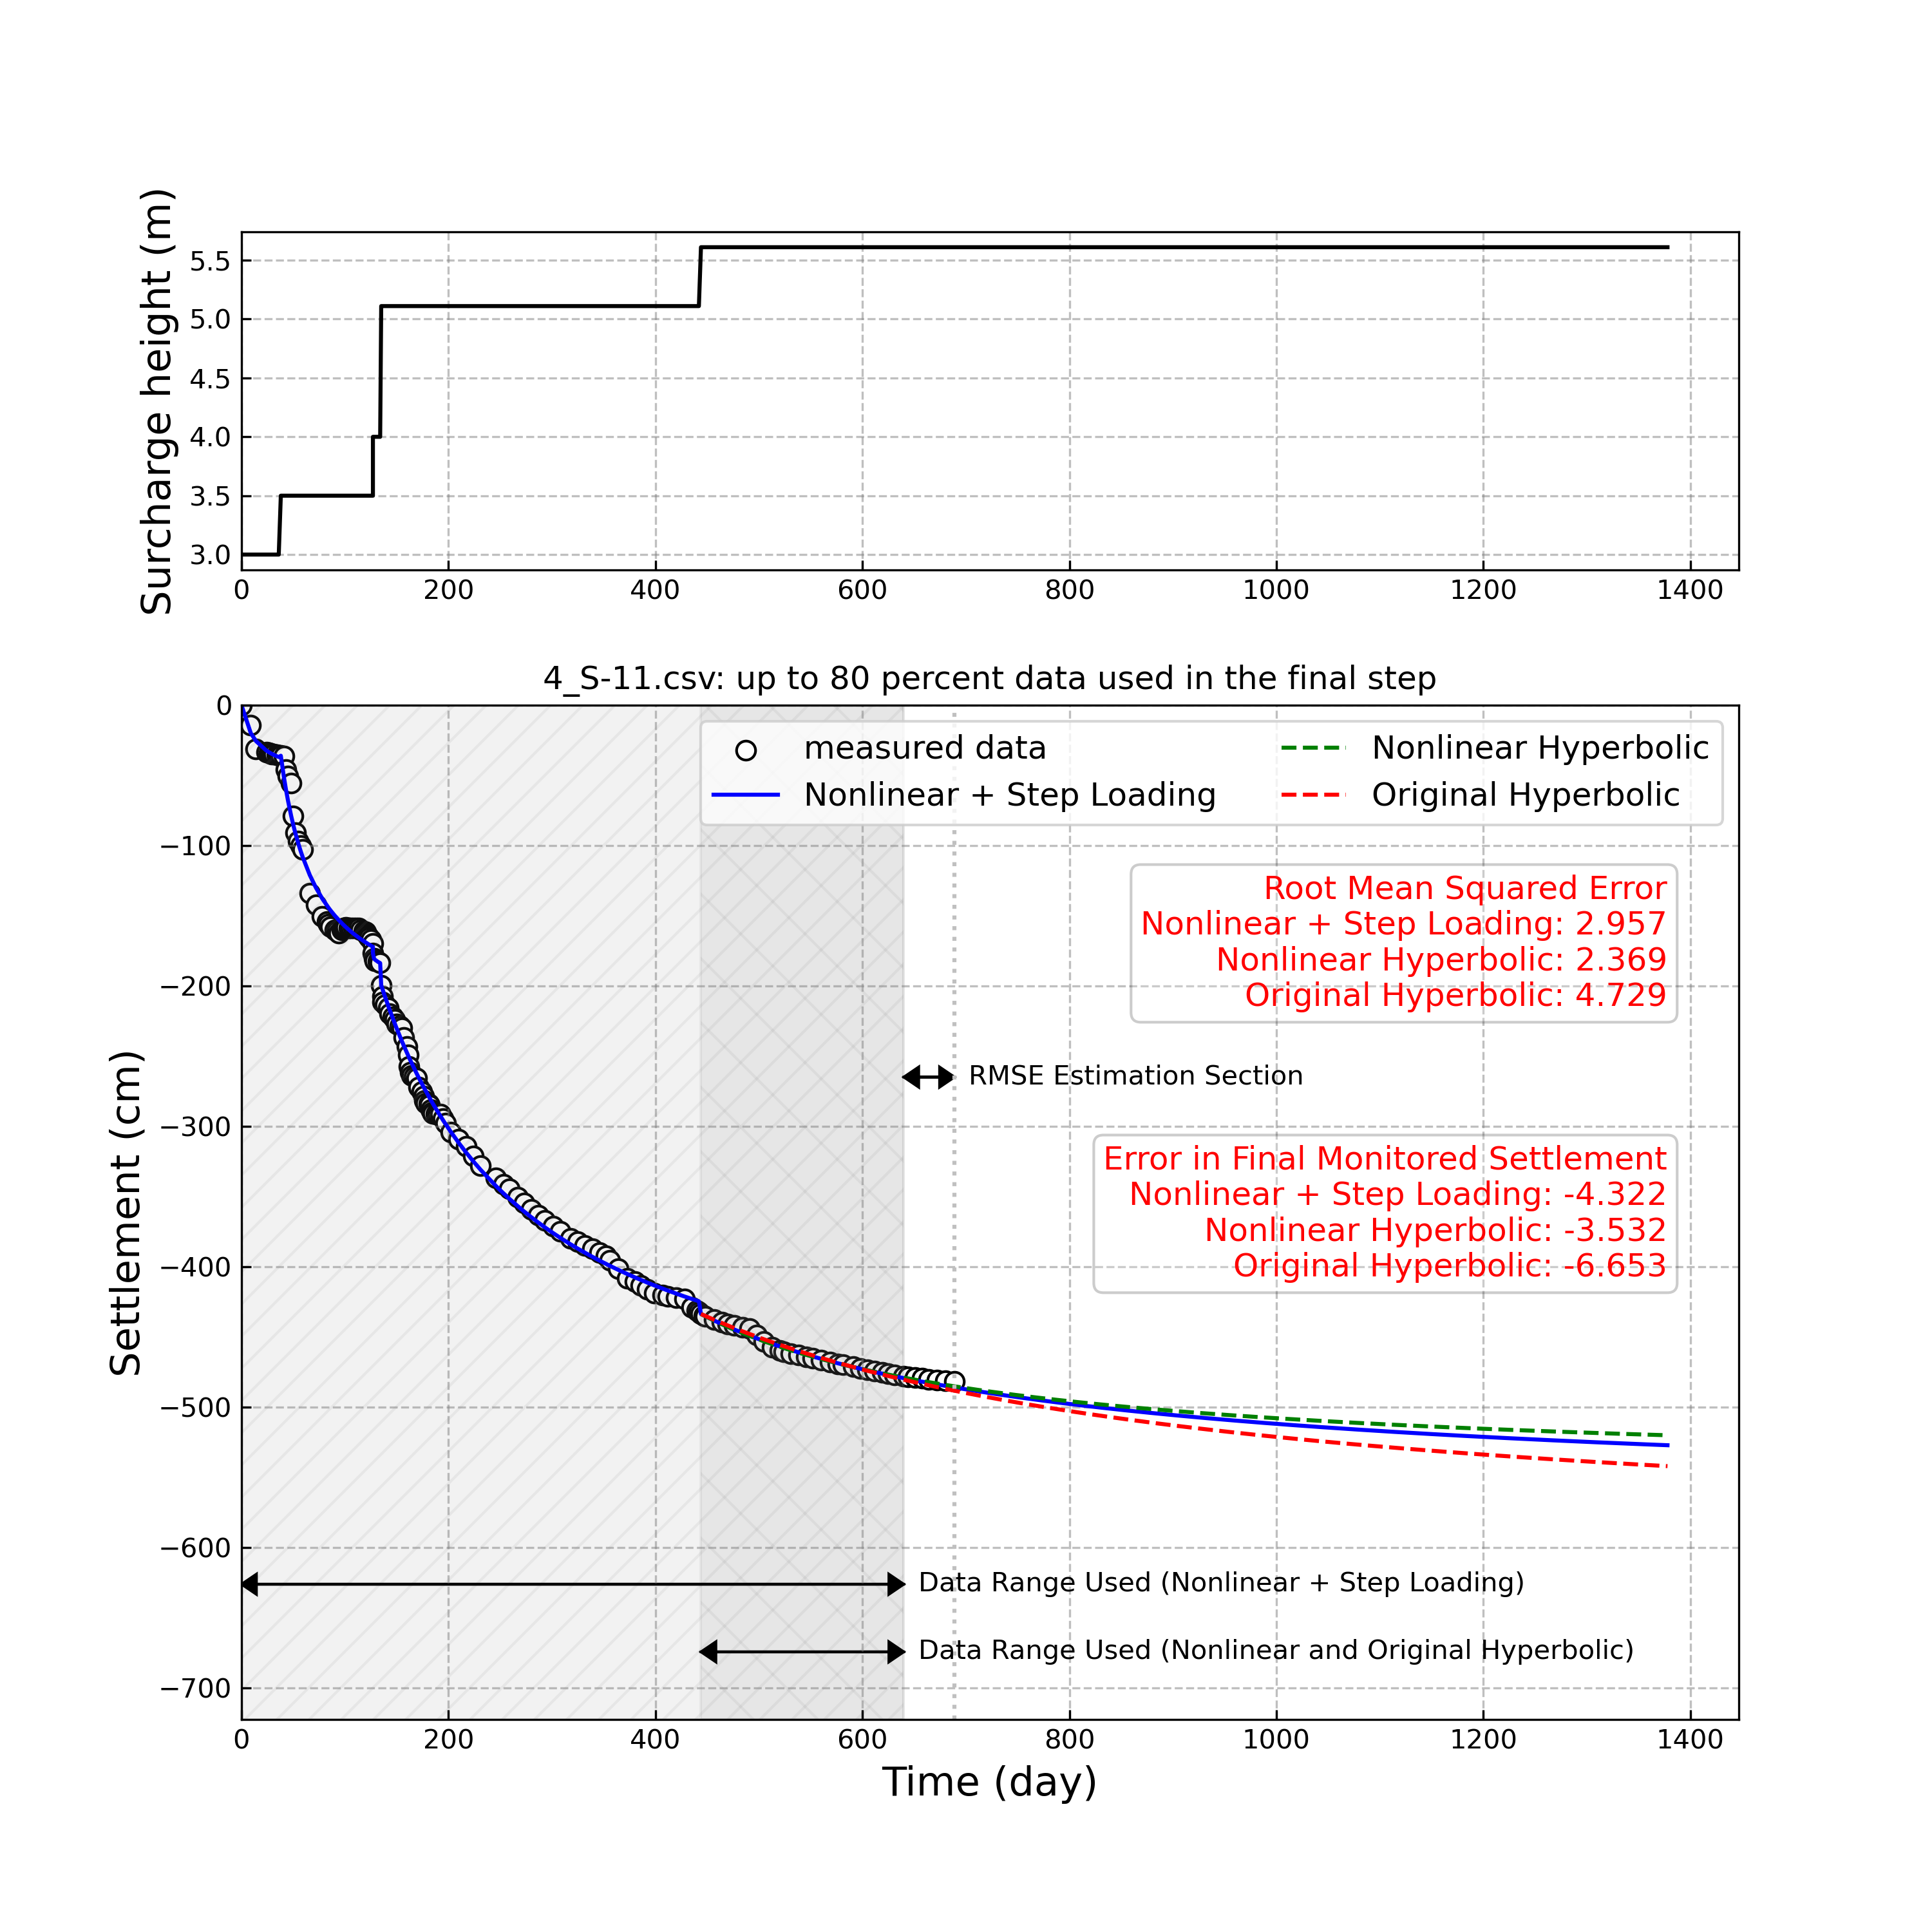 Surcharge height (m)
5.5
5.0
4.5
4.0
3.5
3.0
0 200 400 600 800 1000 1200 1400
4_S-11.csv: up to 80 percent data used in the final step
Settlement (cm)
0
−100
−200
−300
−400
−500
−600
−700
measured data
Nonlinear + Step Loading
Nonlinear Hyperbolic
Original Hyperbolic
Root Mean Squared Error
Nonlinear + Step Loading: 2.957
Nonlinear Hyperbolic: 2.369
Original Hyperbolic: 4.729
RMSE Estimation Section
Error in Final Monitored Settlement
Nonlinear + Step Loading: -4.322
Nonlinear Hyperbolic: -3.532
Original Hyperbolic: -6.653
Data Range Used (Nonlinear + Step Loading)
Data Range Used (Nonlinear and Original Hyperbolic)
0 200 400 600 800 1000 1200 1400
Time (day)